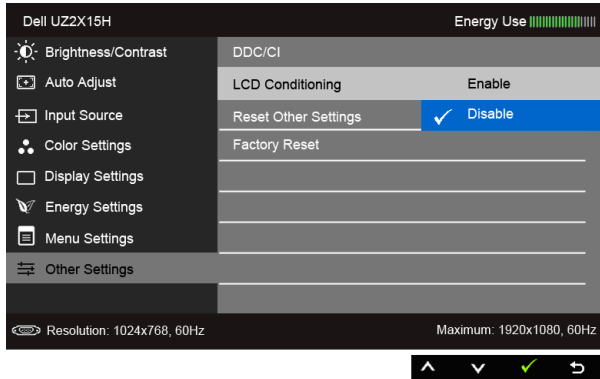 Dell UZ2X15H
Energy Use
Brightness/Contrast
Auto Adjust
Input Source
Color Settings
Display Settings
Energy Settings
Menu Settings
Other Settings
DDC/CI
LCD Conditioning
Enable
Reset Other Settings
Disable
Factory Reset
Resolution: 1024x768, 60Hz
Maximum: 1920x1080, 60Hz